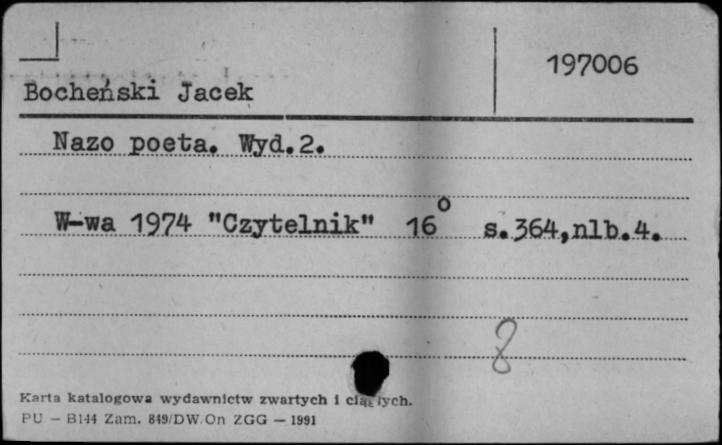 197006
Bocheński Jacek
Nazo poeta. Wyd.2.
W-wa 1974 "Czytelnik" 16° s.364,nlb.4.
8
Karta katalogowa wydawnictw zwartych i ciągłych.
PU — B144 Zam. 849/DW/On ZGG — 1991